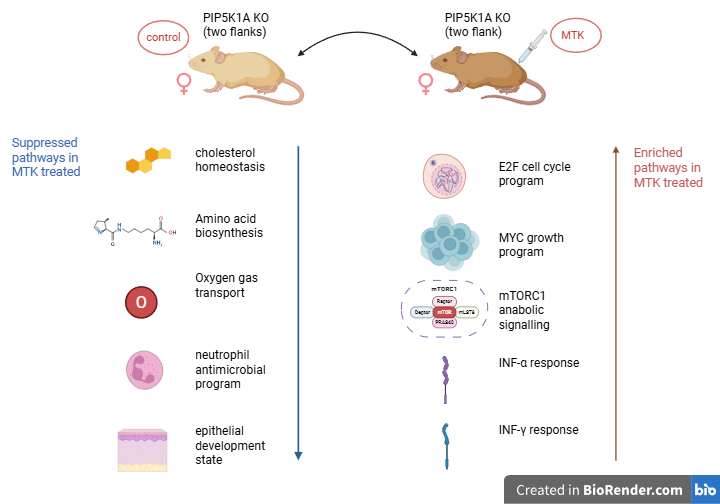 PIP5K1A KO
(two flanks)
control
PIP5K1A KO
(two flank)
MTK
Suppressed
pathways in
MTK treated
cholesterol
homeostasis
Amino acid
biosynthesis
H
N
N
O
O
OH
NH₂
Oxygen gas
transport
O
neutrophil
antimicrobial
program
epithelial
development
state
Enriched
pathways in
MTK treated
E2F cell cycle
program
MYC growth
program
mTORC1
Raptor
Deptor
mTOR
mLST8
PRAS40
mTORC1
anabolic
signalling
INF-α response
INF-γ response
Created in BioRender.com
bio